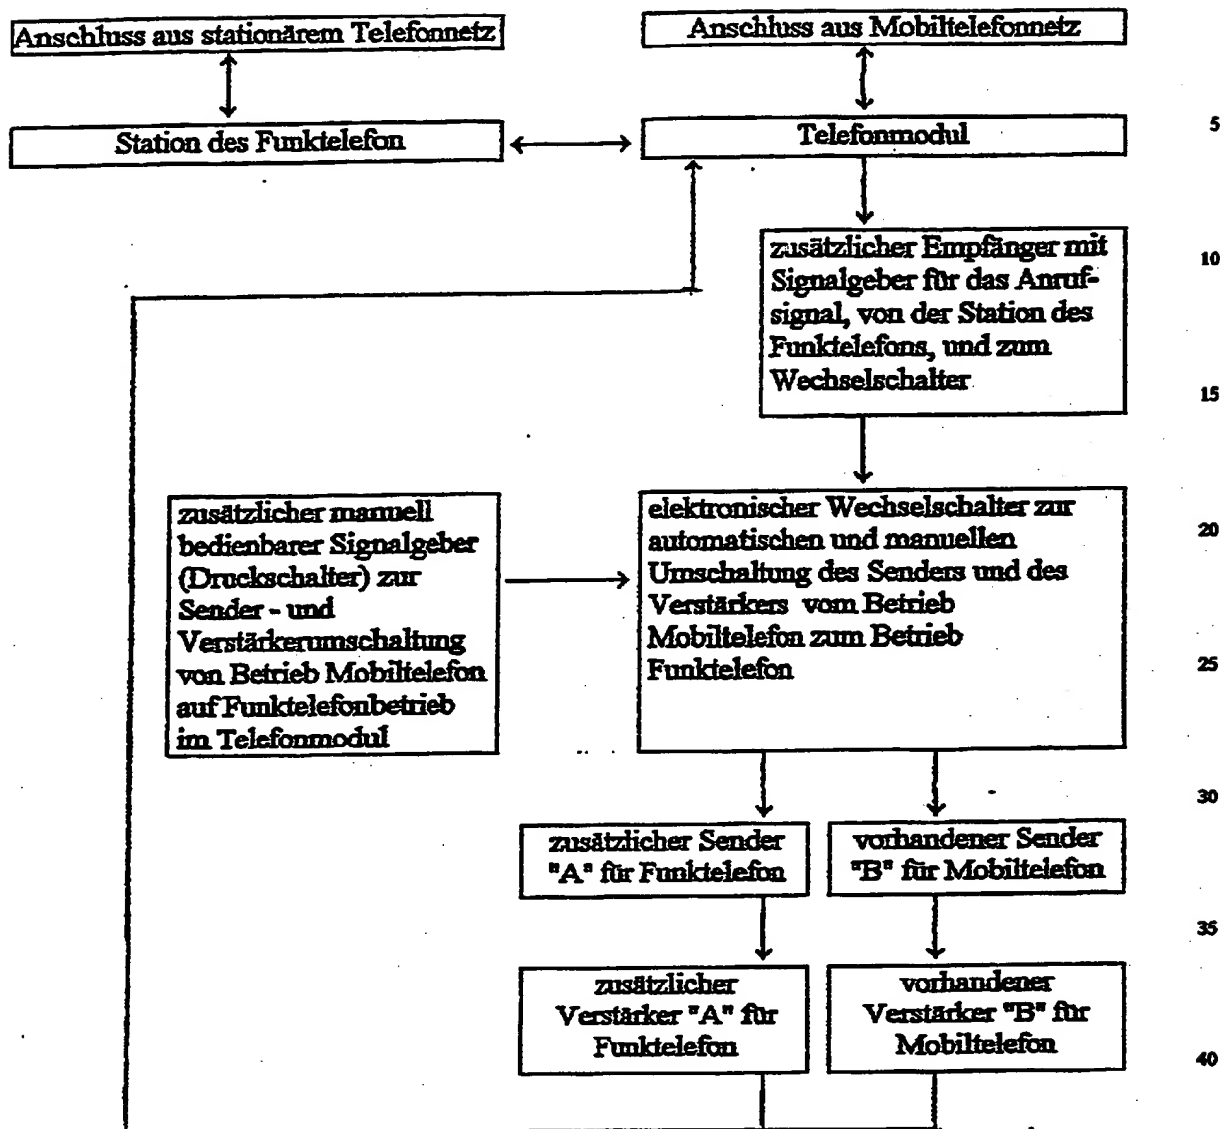 Anschluss aus stationärem Telefonnetz
Anschluss aus Mobiltelefonnetz
Station des Funktelefon
Telefonmodul
5
zusätzlicher Empfänger mit
Signalgeber für das Anruf-
signal, von der Station des
Funktelefons, und zum
Wechselschalter
10
15
zusätzlicher manuell
bedienbarer Signalgeber
(Druckschalter) zur
Sender - und
Verstärkerumschaltung
von Betrieb Mobiltelefon
auf Funktelefonbetrieb
im Telefonmodul
elektronischer Wechselschalter zur
automatischen und manuellen
Umschaltung des Senders und des
Verstärkers vom Betrieb
Mobiltelefon zum Betrieb
Funktelefon
20
25
30
zusätzlicher Sender
"A" für Funktelefon
vorhandener Sender
"B" für Mobiltelefon
35
zusätzlicher
Verstärker "A" für
Funktelefon
vorhandener
Verstärker "B" für
Mobiltelefon
40